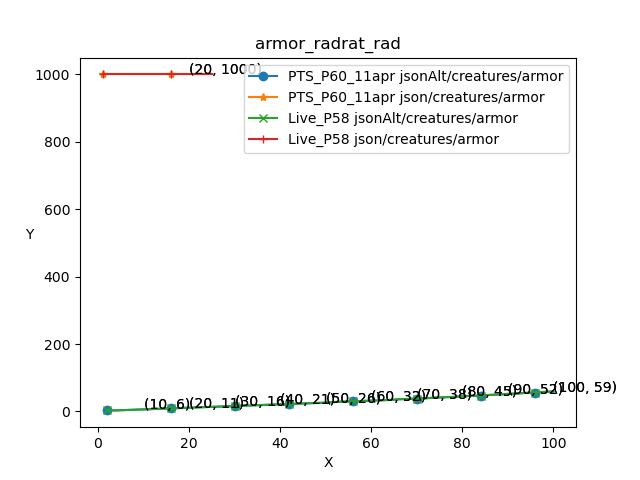 armor_radrat_rad
1000
800
600
400
200
0
Y
(20, 1000)
PTS_P60_11apr jsonAlt/creatures/armor
PTS_P60_11apr json/creatures/armor
Live_P58 jsonAlt/creatures/armor
Live_P58 json/creatures/armor
(10, 6)
(20, 11)
(30, 16)
(40, 21)
(50, 26)
(60, 32)
(70, 38)
(80, 45)
(90, 52)
(100, 59)
0 20 40 60 80 100
X